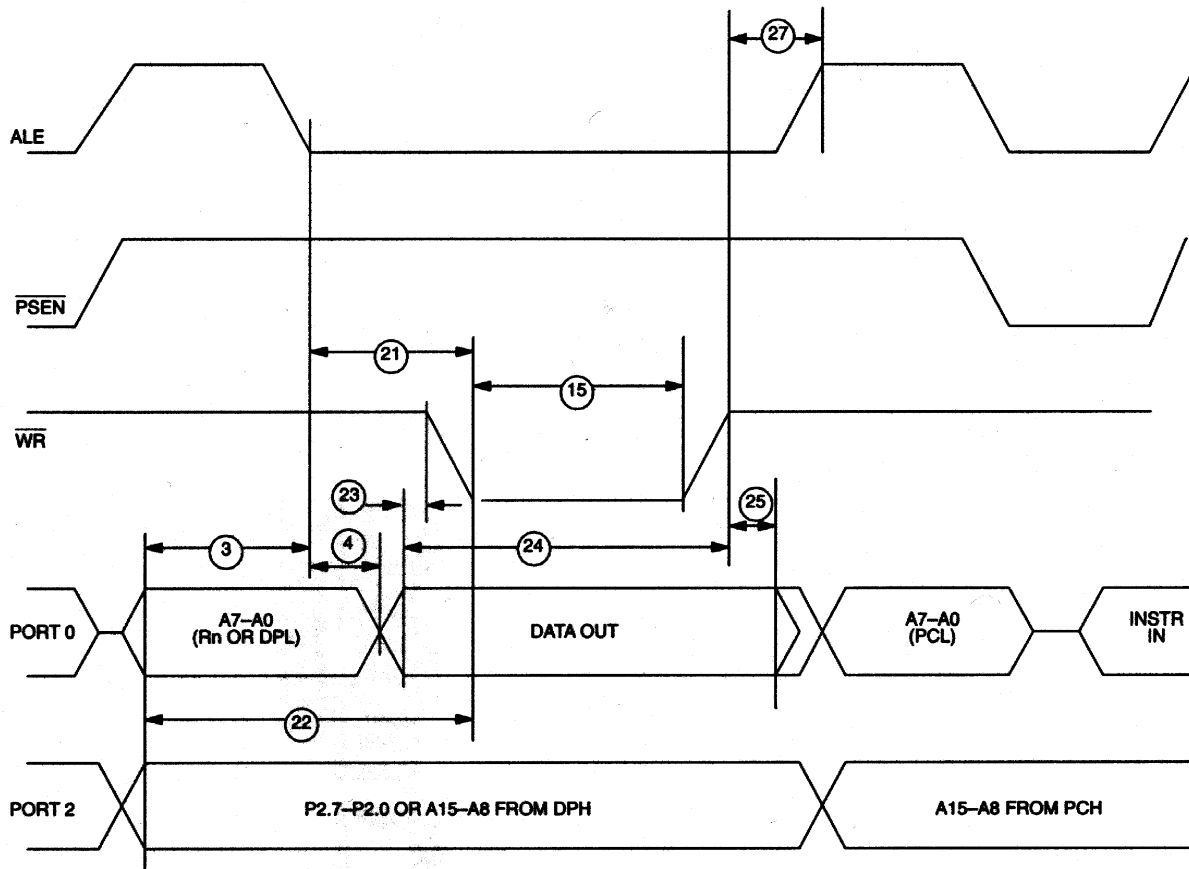 27
ALE
PSEN
21
15
WR
23
25
3
4
24
PORT 0
A7–A0
(Rn OR DPL)
DATA OUT
A7–A0
(PCL)
INSTR
IN
22
PORT 2
P2.7–P2.0 OR A15–A8 FROM DPH
A15–A8 FROM PCH